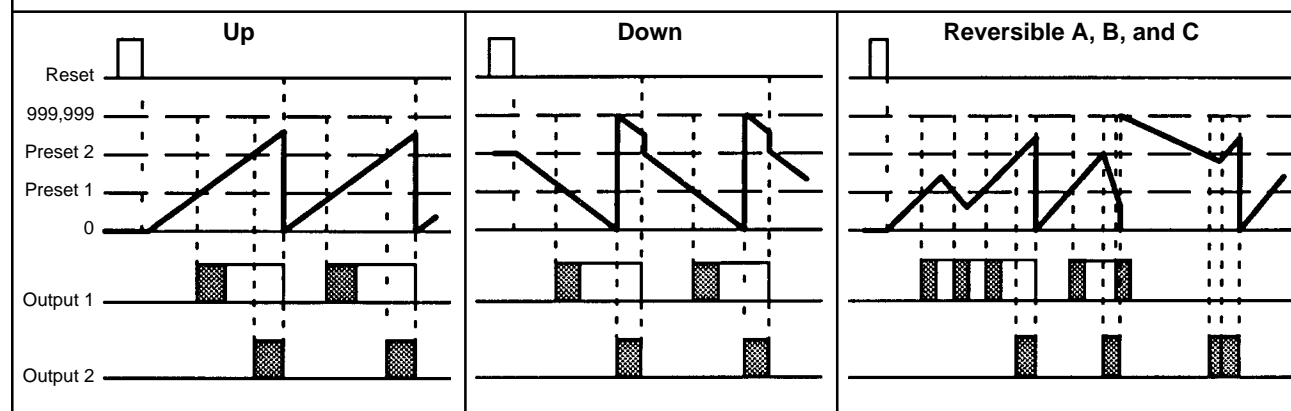 Up
Down
Reversible A, B, and C
Reset
999,999
Preset 2
Preset 1
0
Output 1
Output 2